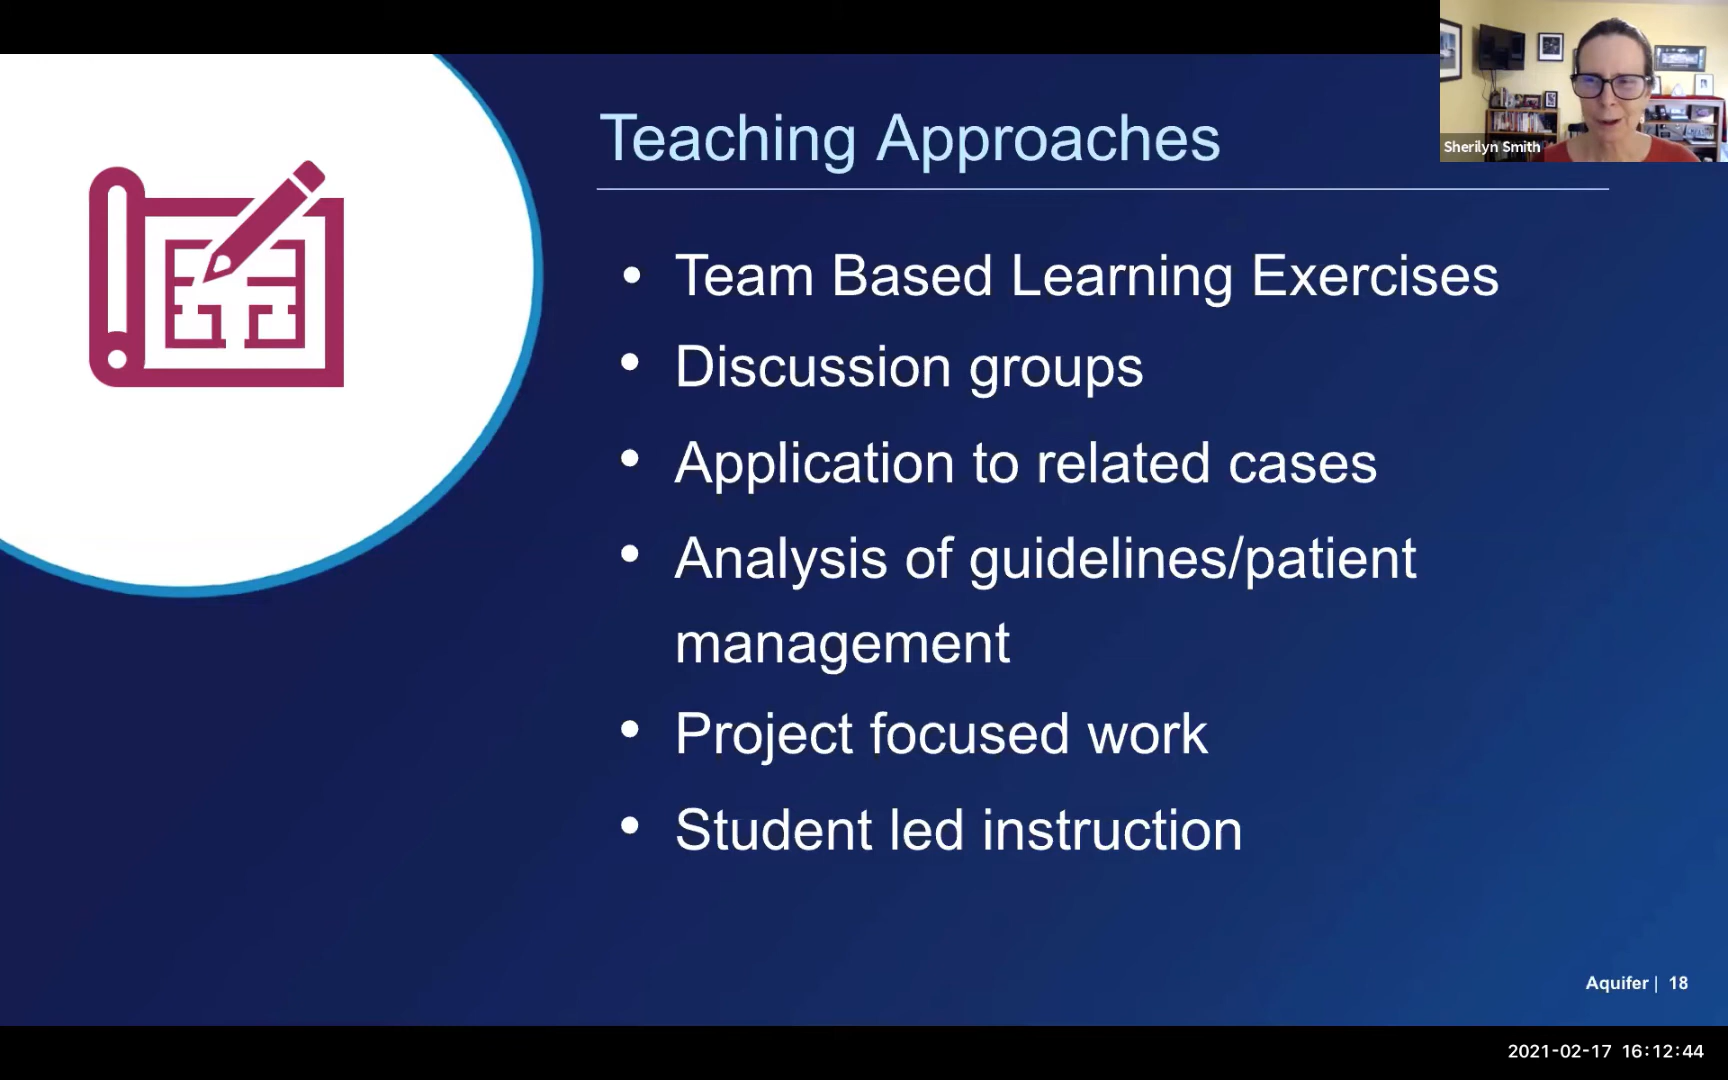 Teaching Approaches
Sherilyn Smith
• Team Based Learning Exercises
• Discussion groups
• Application to related cases
• Analysis of guidelines/patient
management
• Project focused work
• Student led instruction
Aquifer | 18
2021-02-17 16:12:44